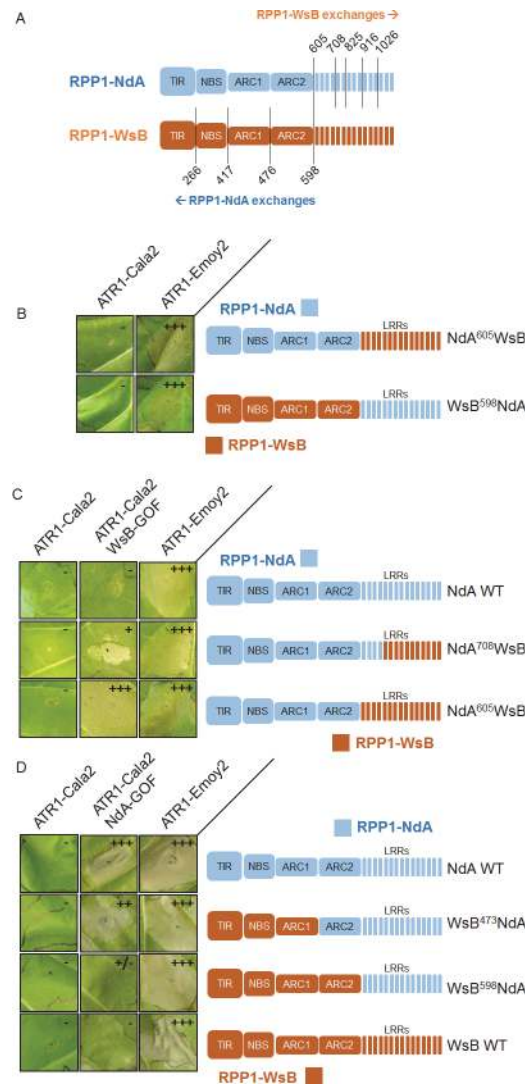 A
RPP1-WsB exchanges →
605
708
825
916
1026
RPP1-NdA
TIR NBS ARC1 ARC2
RPP1-WsB
TIR NBS ARC1 ARC2
266
417
476
598
← RPP1-NdA exchanges
B
ATR1-Cala2
ATR1-Emoy2
RPP1-NdA
LRRs
- +++
TIR NBS ARC1 ARC2
NdA605WsB
- +++
TIR NBS ARC1 ARC2
WsB598NdA
RPP1-WsB
C
ATR1-Cala2
ATR1-Cala2
WsB-GOF
ATR1-Emoy2
RPP1-NdA
LRRs
- - +++
TIR NBS ARC1 ARC2
NdA WT
LRRs
- + +++
TIR NBS ARC1 ARC2
NdA708WsB
LRRs
- +++ +++
TIR NBS ARC1 ARC2
NdA605WsB
RPP1-WsB
D
ATR1-Cala2
ATR1-Cala2
NdA-GOF
ATR1-Emoy2
RPP1-NdA
LRRs
- +++ +++
TIR NBS ARC1 ARC2
NdA WT
LRRs
- ++ +++
TIR NBS ARC1 ARC2
WsB473NdA
LRRs
- +/- +++
TIR NBS ARC1 ARC2
WsB598NdA
LRRs
- - +++
TIR NBS ARC1 ARC2
WsB WT
RPP1-WsB